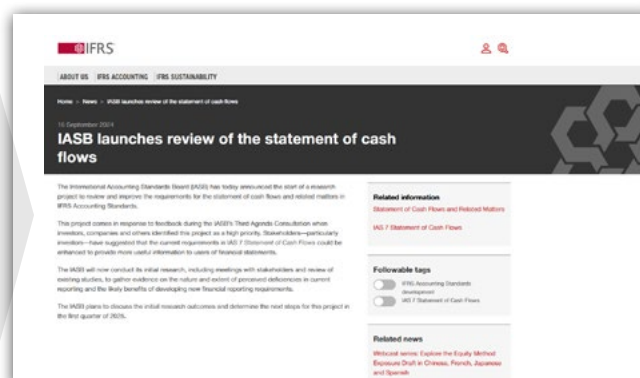 IFRS
ABOUT US IFRS ACCOUNTING IFRS SUSTAINABILITY
Home > News > IASB launches review of the statement of cash flows
16 September 2024
IASB launches review of the statement of cash
flows
The International Accounting Standards Board (IASB) has today announced the start of a research
project to review and improve the requirements for the statement of cash flows and related matters in
IFRS Accounting Standards.
This project comes in response to feedback during the IASB's Third Agenda Consultation when
investors, companies and others identified this project as a high priority. Stakeholders—particularly
investors—have suggested that the current requirements in IAS 7 Statement of Cash Flows could be
enhanced to provide more useful information to users of financial statements.
The IASB will now conduct its initial research, including meetings with stakeholders and review of
existing studies, to gather evidence on the nature and extent of perceived deficiencies in current
reporting and the likely benefits of developing new financial reporting requirements.
The IASB plans to discuss the initial research outcomes and determine the next steps for this project in
the first quarter of 2025.
Related information
Statement of Cash Flows and Related Matters
IAS 7 Statement of Cash Flows
Followable tags
IFRS Accounting Standards
development
IAS 7 Statement of Cash Flows
Related news
Webcast series: Explore the Equity Method
Exposure Draft in Chinese, French, Japanese
and Spanish